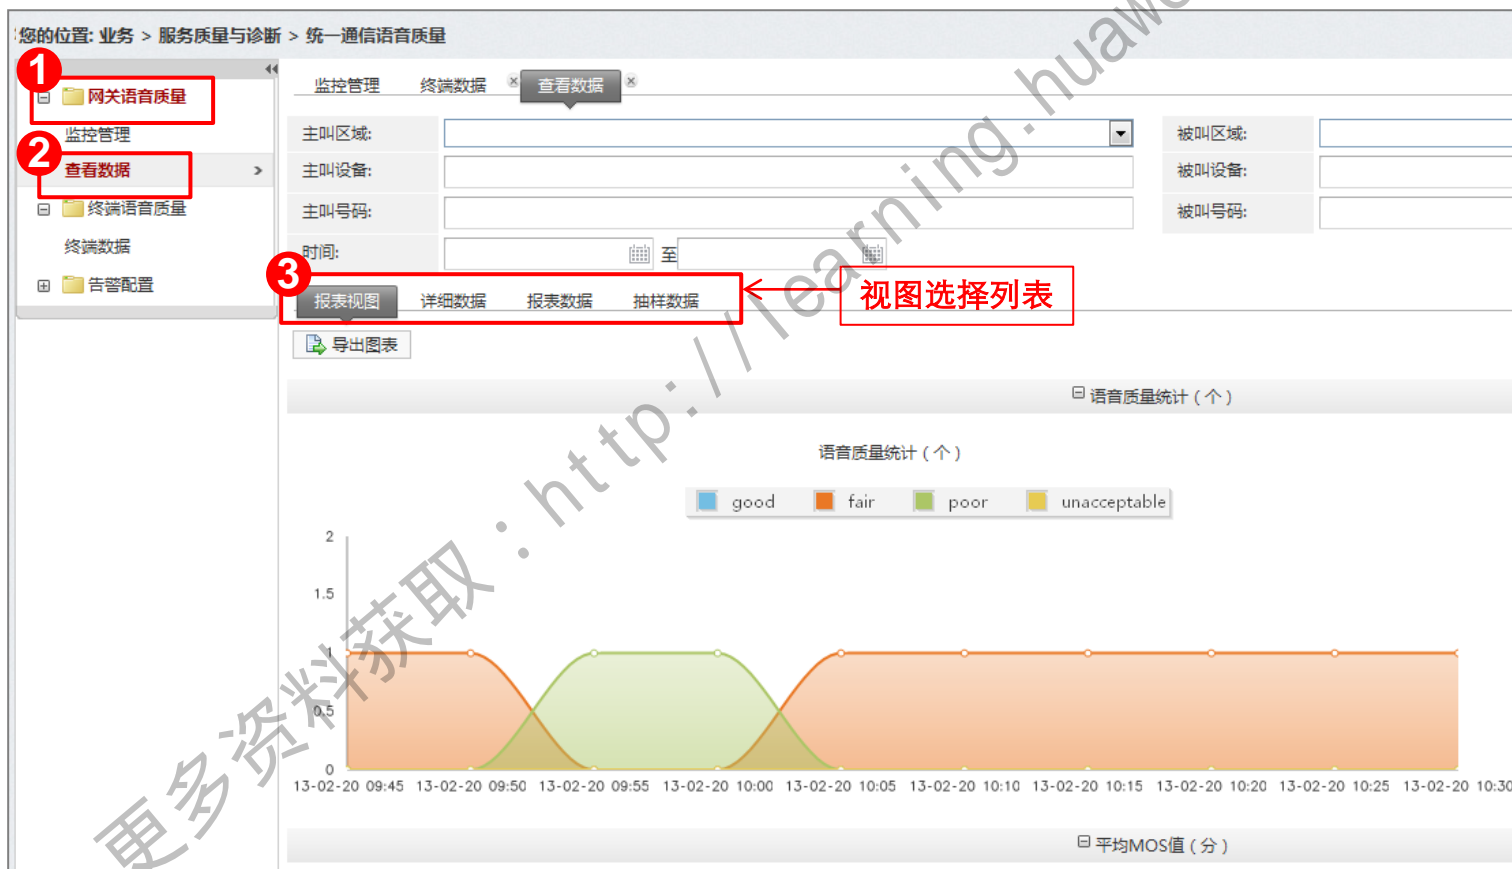 您的位置: 业务 > 服务质量与诊断 > 统一通信语音质量
1
网关语音质量
监控管理
2
查看数据 >
终端语音质量
终端数据
告警配置
监控管理 终端数据 × 查看数据 ×
主叫区域: 被叫区域:
主叫设备: 被叫设备:
主叫号码: 被叫号码:
时间: 至
3
报表视图 详细数据 报表数据 抽样数据
视图选择列表
导出图表
语音质量统计 ( 个 )
语音质量统计 ( 个 )
good fair poor unacceptable
2
1.5
1
0.5
0
13-02-20 09:45 13-02-20 09:50 13-02-20 09:55 13-02-20 10:00 13-02-20 10:05 13-02-20 10:10 13-02-20 10:15 13-02-20 10:20 13-02-20 10:25 13-02-20 10:30
平均MOS值 ( 分 )
更多资料获取:http://learning.huawe